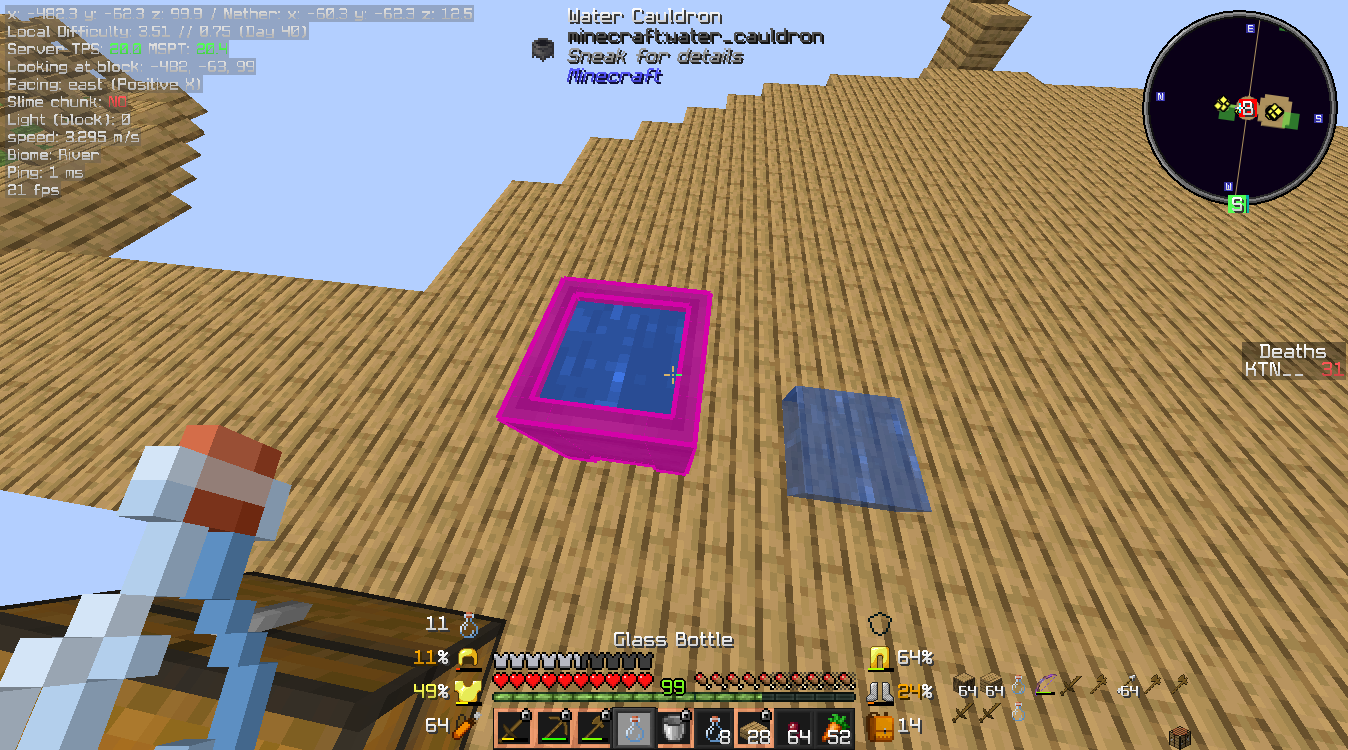 x: -482.3 y: -62.3 z: 99.9 / Nether: x: -60.3 y: -62.3 z: 12.5
Local Difficulty: 3.51 // 0.75 (Day 40)
Server TPS: 20.0 MSPT:
Looking at block: -482, -63, 99
Facing: east (Positive X)
Slime chunk: NO
Light (block): 0
speed: 3.295 m/s
Biome: River
Ping: 1 ms
21 fps
Water Cauldron
minecraft:water_cauldron
Sneak for details
Minecraft
E
N
S
W
S
Deaths
KTN__ 31
Glass Bottle
11
11%
49%
64
99
64%
24%
14
8
28
64
52
64
64
64